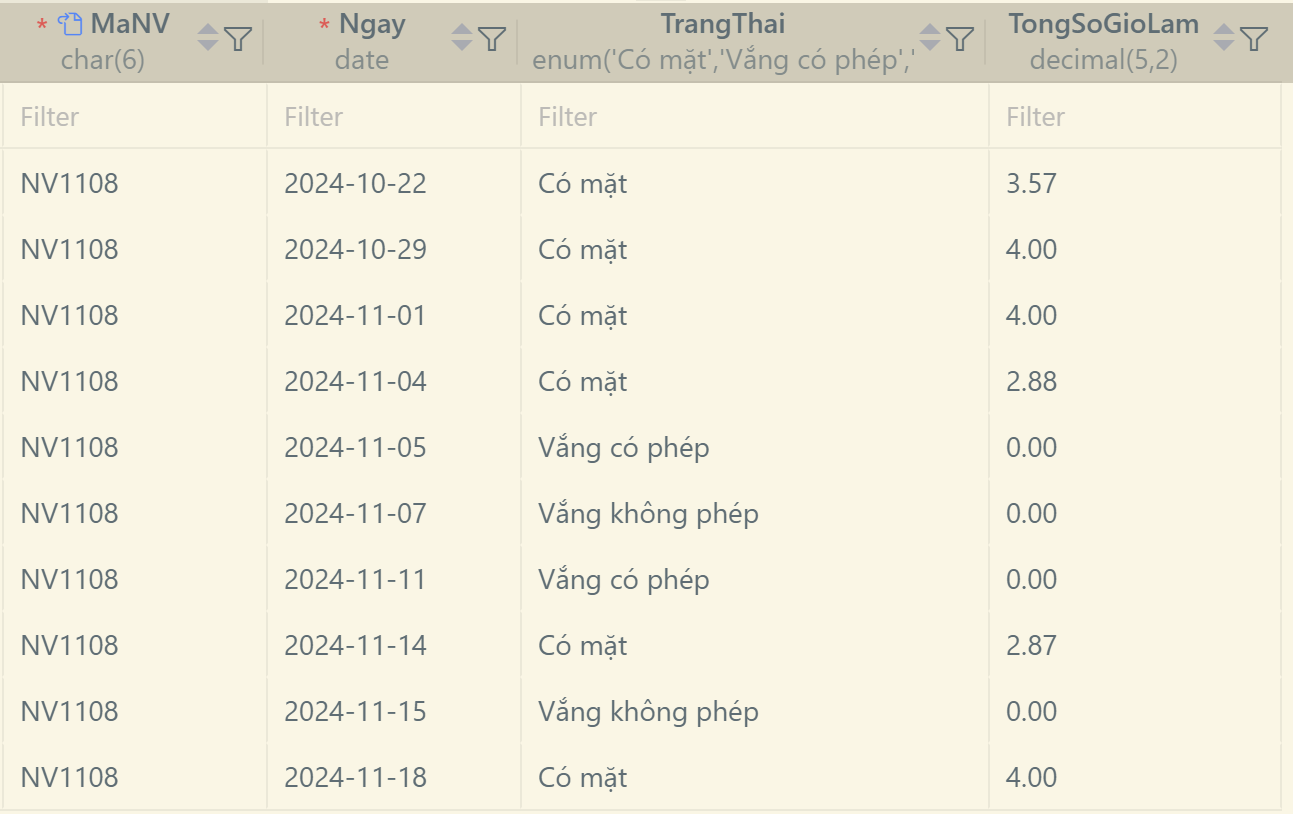 * MaNV * Ngay TrangThai TongSoGioLam
char(6) date enum('Có mặt','Vắng có phép',' decimal(5,2)
Filter Filter Filter Filter
NV1108 2024-10-22 Có mặt 3.57
NV1108 2024-10-29 Có mặt 4.00
NV1108 2024-11-01 Có mặt 4.00
NV1108 2024-11-04 Có mặt 2.88
NV1108 2024-11-05 Vắng có phép 0.00
NV1108 2024-11-07 Vắng không phép 0.00
NV1108 2024-11-11 Vắng có phép 0.00
NV1108 2024-11-14 Có mặt 2.87
NV1108 2024-11-15 Vắng không phép 0.00
NV1108 2024-11-18 Có mặt 4.00